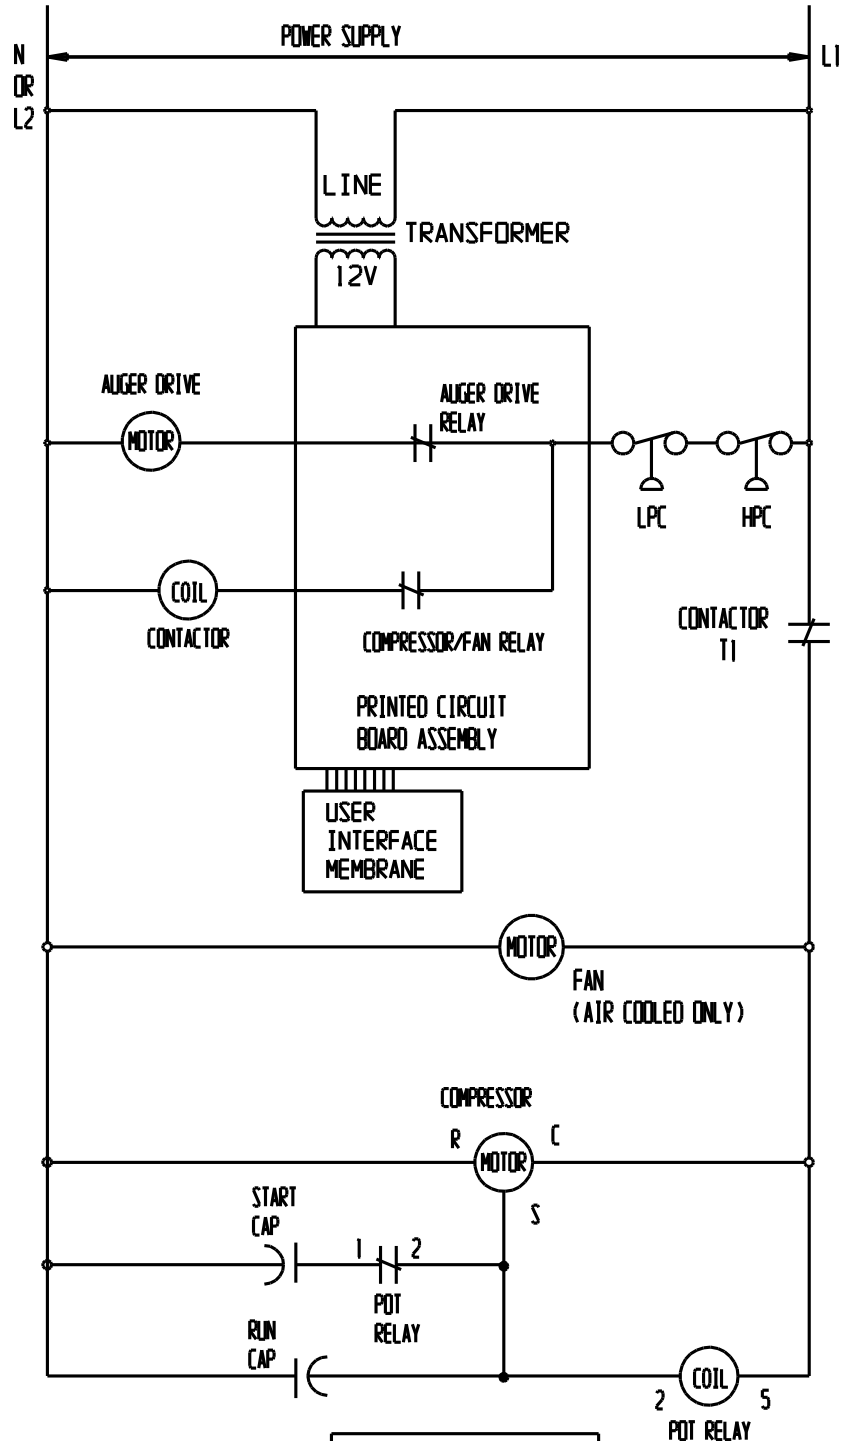 POWER SUPPLY
N
OR
L2
L1
LINE
TRANSFORMER
12V
AUGER DRIVE
MOTOR
AUGER DRIVE
RELAY
LPC
HPC
COIL
CONTACTOR
COMPRESSOR/FAN RELAY
CONTACTOR
T1
PRINTED CIRCUIT
BOARD ASSEMBLY
USER
INTERFACE
MEMBRANE
MOTOR
FAN
(AIR COOLED ONLY)
COMPRESSOR
R
C
MOTOR
S
START
CAP
1
2
POT
RELAY
RUN
CAP
COIL
2
5
POT RELAY